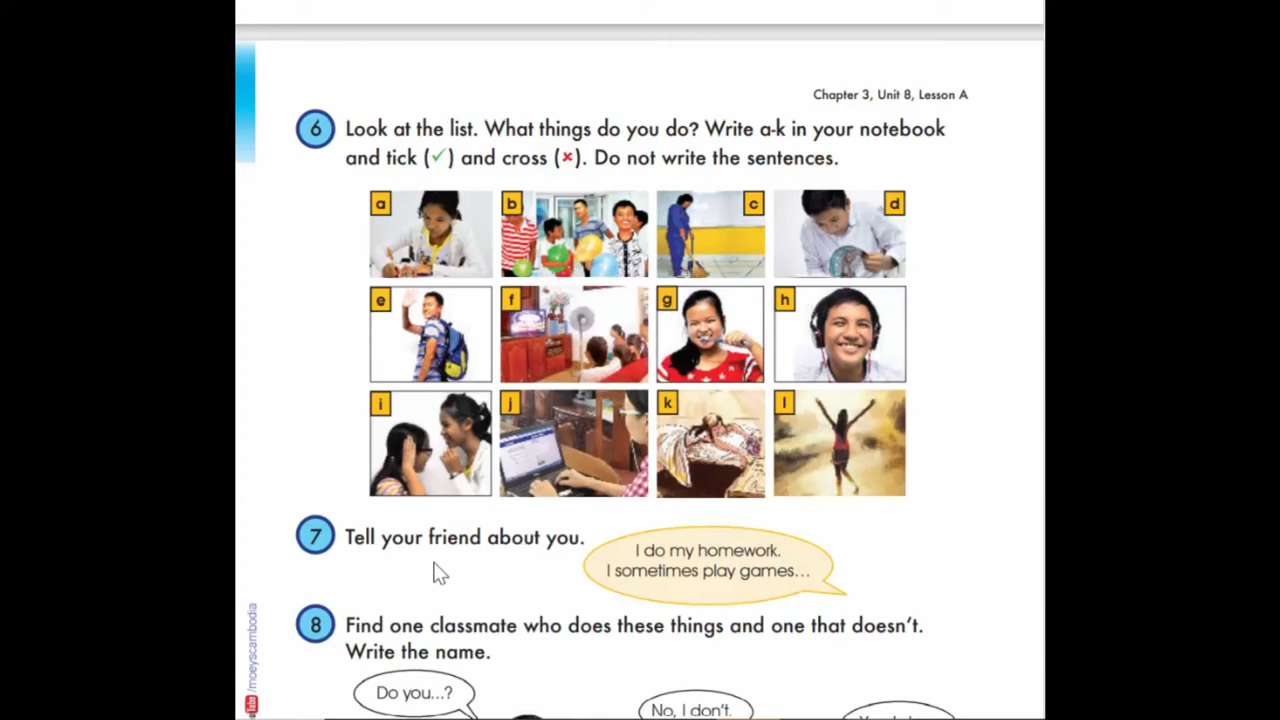 Chapter 3, Unit 8, Lesson A
6 Look at the list. What things do you do? Write a-k in your notebook
and tick (✓) and cross (×). Do not write the sentences.
a b c d
e f g h
i j k l
7 Tell your friend about you.
I do my homework.
I sometimes play games...
8 Find one classmate who does these things and one that doesn't.
Write the name.
Do you...?
No, I don't.
/moeyscambodia